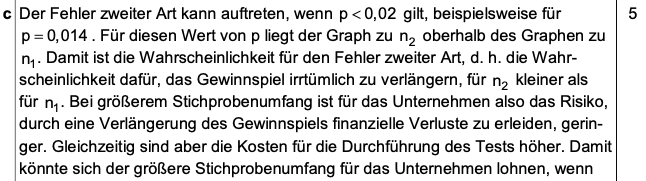 c Der Fehler zweiter Art kann auftreten, wenn p < 0,02 gilt, beispielsweise für 5
p = 0,014 . Für diesen Wert von p liegt der Graph zu n₂ oberhalb des Graphen zu
n₁. Damit ist die Wahrscheinlichkeit für den Fehler zweiter Art, d. h. die Wahr-
scheinlichkeit dafür, das Gewinnspiel irrtümlich zu verlängern, für n₂ kleiner als
für n₁. Bei größerem Stichprobenumfang ist für das Unternehmen also das Risiko,
durch eine Verlängerung des Gewinnspiels finanzielle Verluste zu erleiden, gerin-
ger. Gleichzeitig sind aber die Kosten für die Durchführung des Tests höher. Damit
könnte sich der größere Stichprobenumfang für das Unternehmen lohnen, wenn